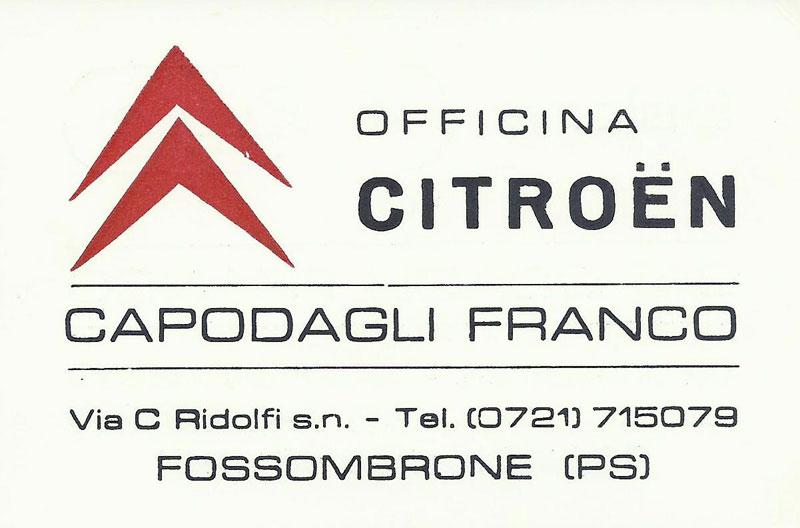 OFFICINA
CITROËN
CAPODAGLI FRANCO
Via C Ridolfi s.n. - Tel. (0721) 715079
FOSSOMBRONE (PS)